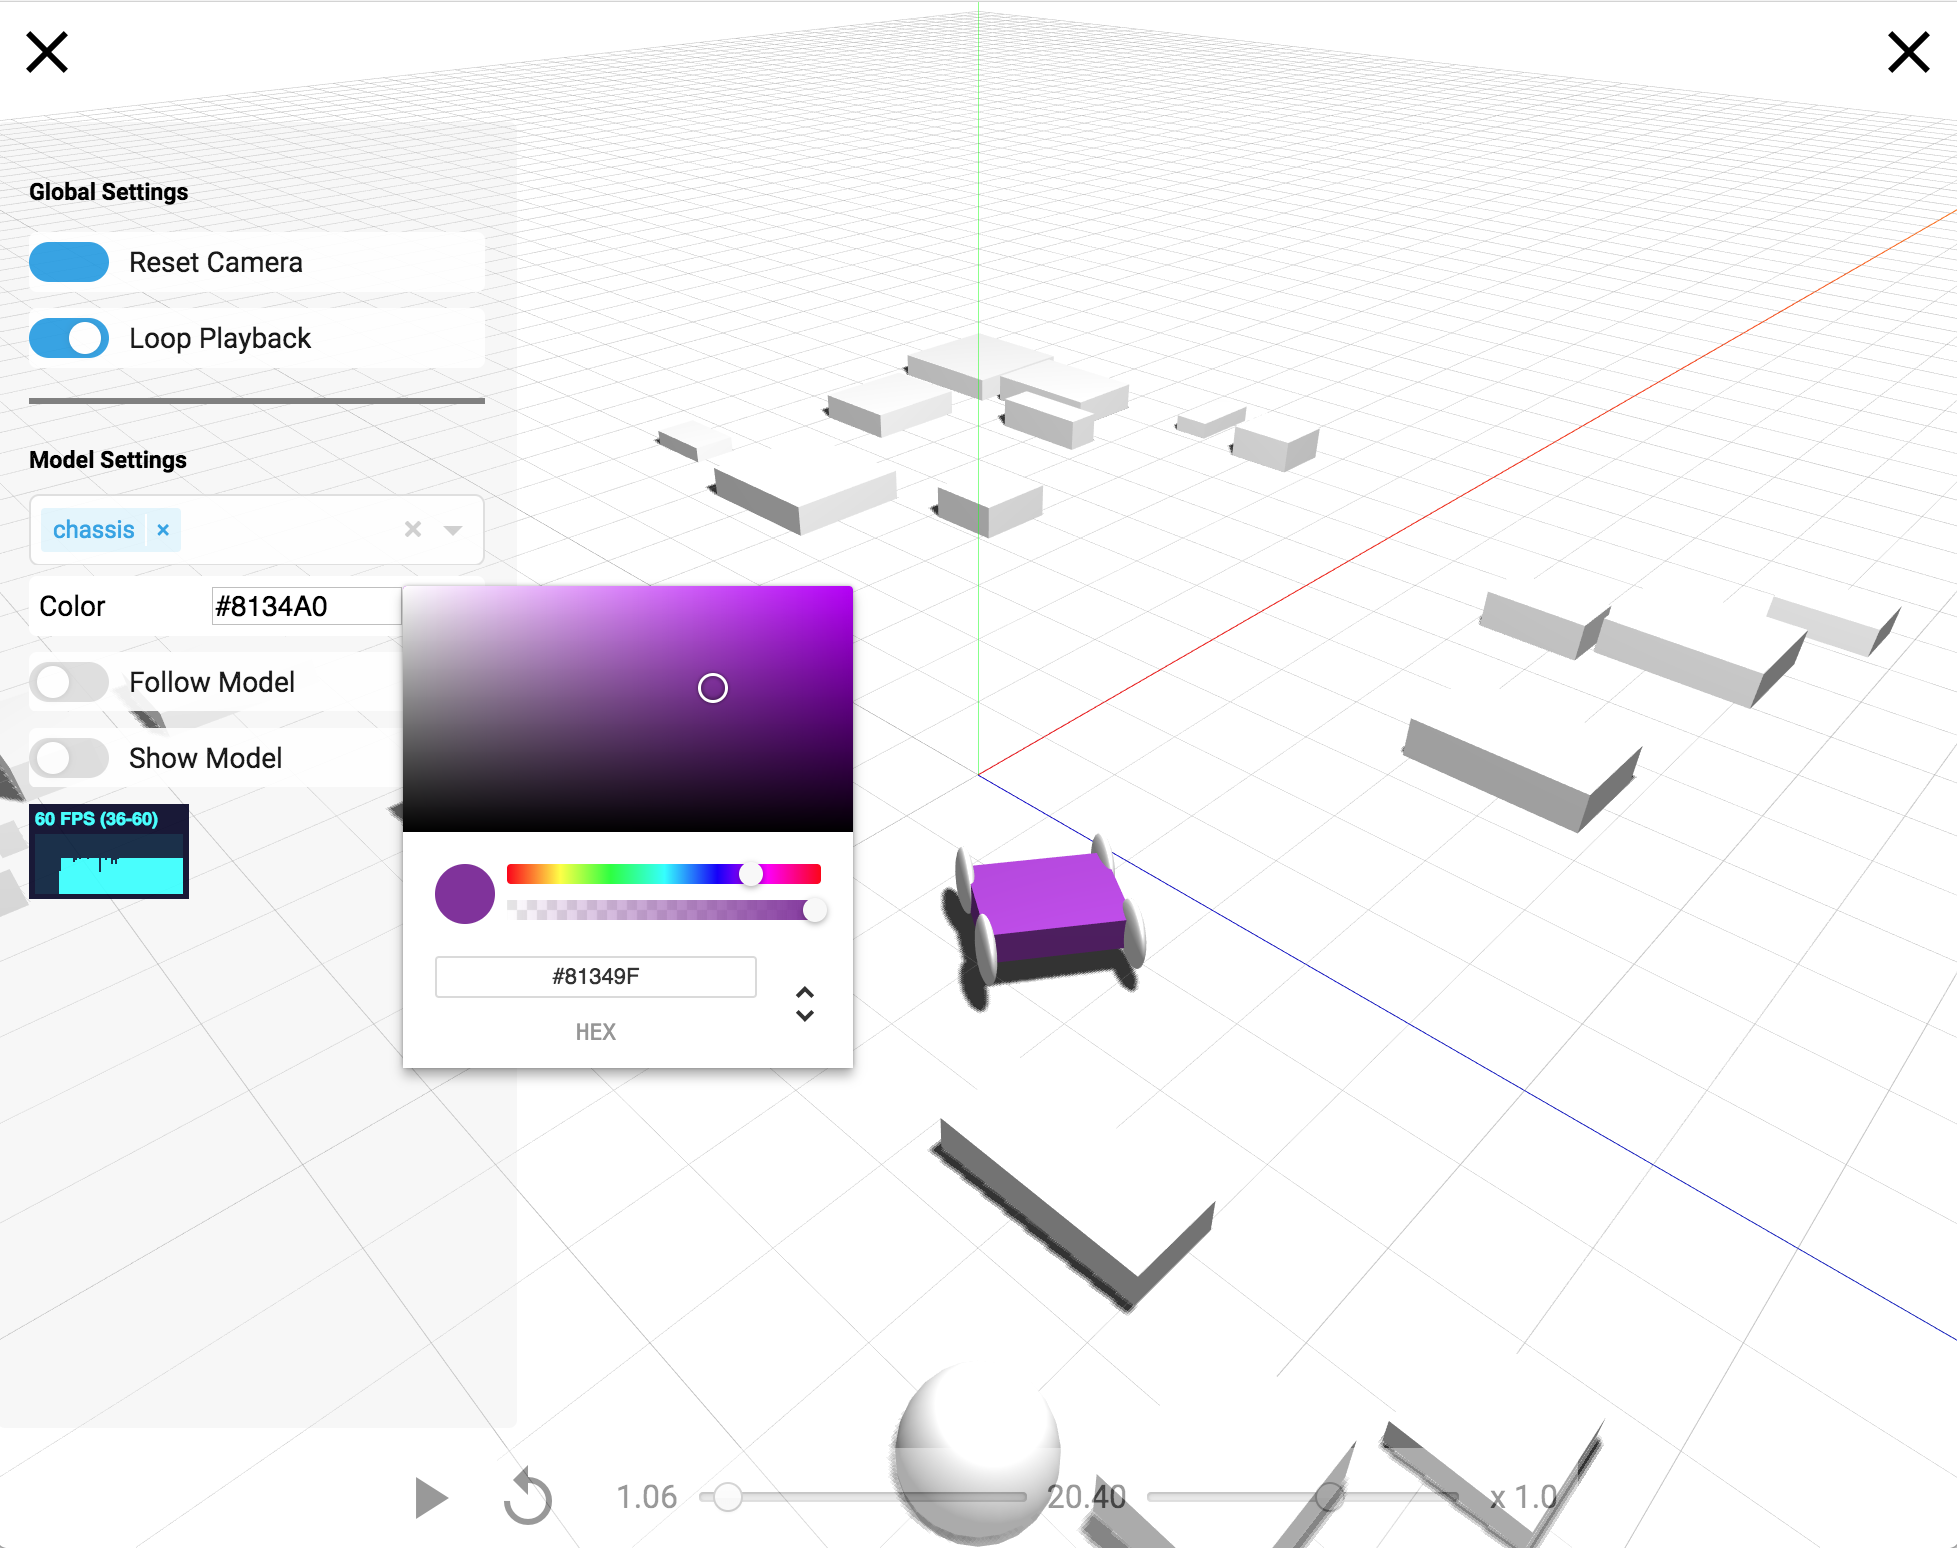 Global Settings
Reset Camera
Loop Playback
Model Settings
chassis ×
Color #8134A0
Follow Model
Show Model
60 FPS (36-60)
#81349F
HEX
1.06 20.40 x 1.0